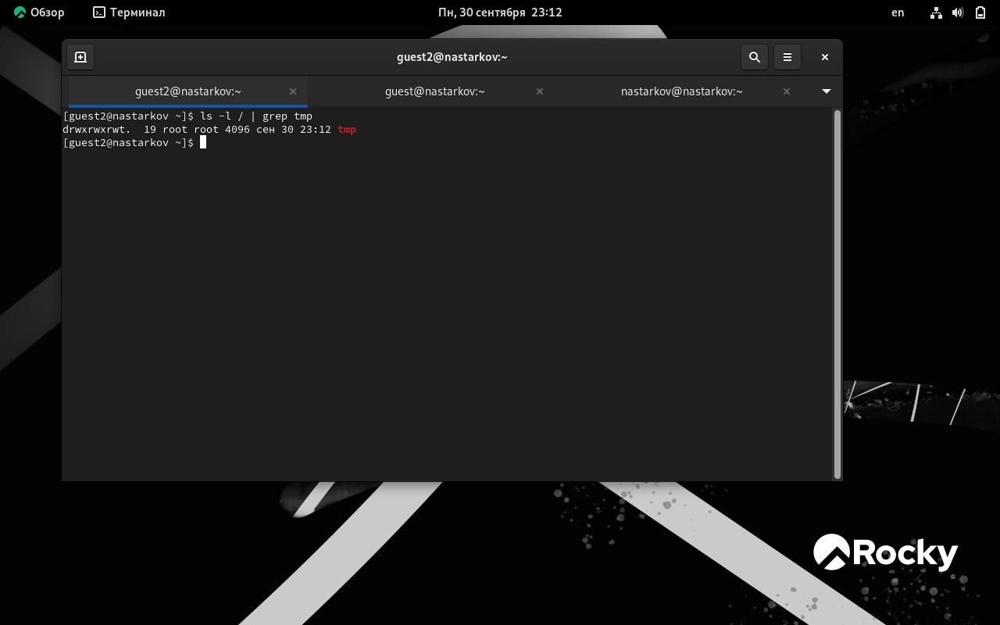 Обзор Терминал Пн, 30 сентября 23:12 en
guest2@nastarkov:~
guest2@nastarkov:~ guest@nastarkov:~ nastarkov@nastarkov:~
[guest2@nastarkov ~]$ ls -l / | grep tmp
drwxrwxrwt. 19 root root 4096 сен 30 23:12 tmp
[guest2@nastarkov ~]$
Rocky